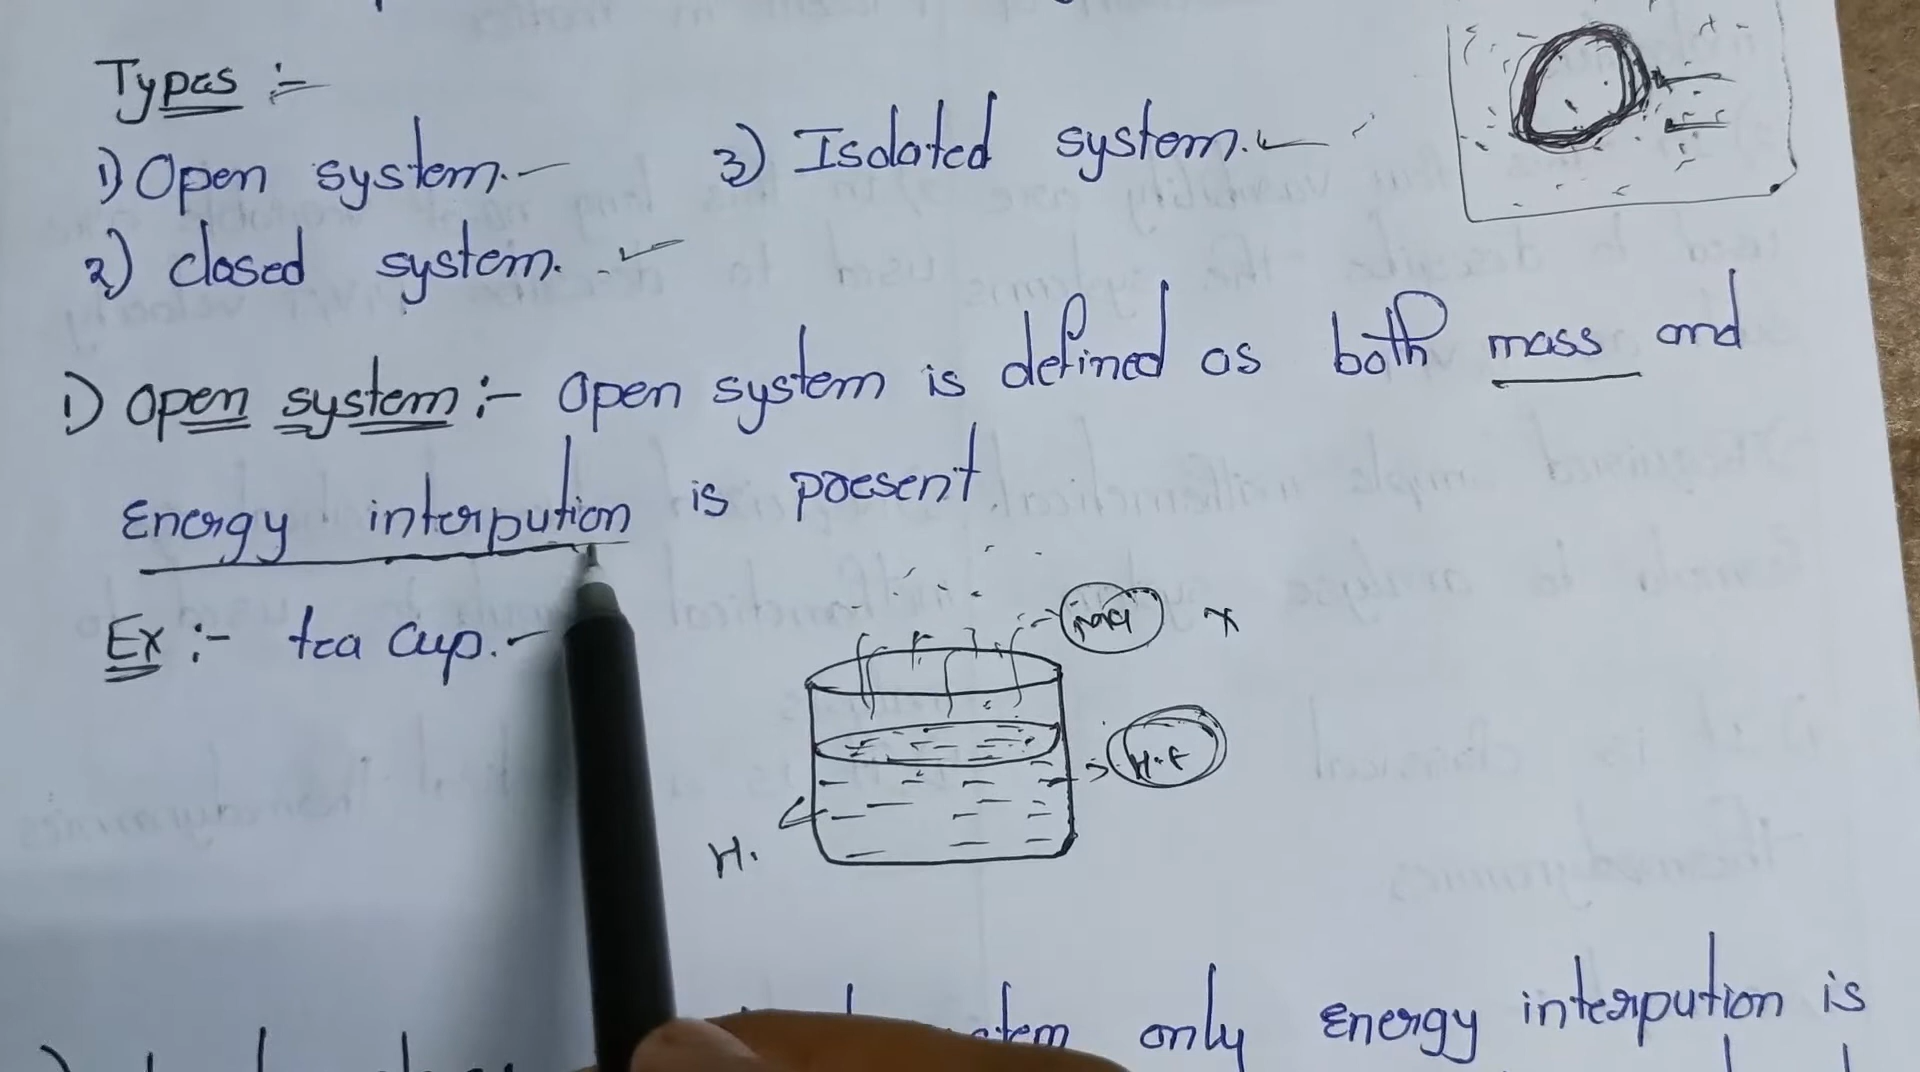 Types :-
1) Open system.-
3) Isolated system.
2) closed system.
1) Open system :- Open system is defined as both mass and
Energy interpution is present
Ex :- tea cup.-
H.T
H.
only Energy interpution is